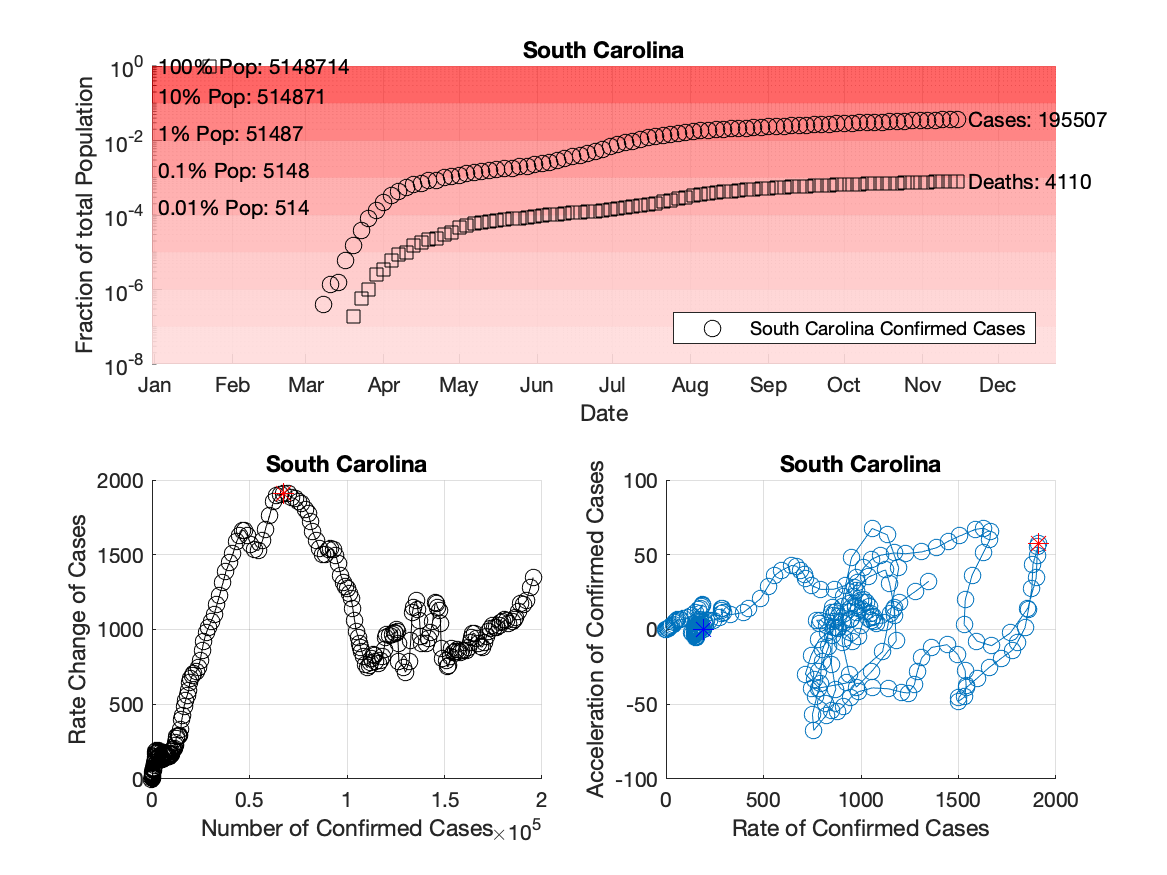 South Carolina
10^0
100% Pop: 5148714
10% Pop: 514871
10^-2
1% Pop: 51487
Cases: 195507
0.1% Pop: 5148
Deaths: 4110
10^-4
0.01% Pop: 514
10^-6
10^-8
Fraction of total Population
South Carolina Confirmed Cases
Jan Feb Mar Apr May Jun Jul Aug Sep Oct Nov Dec
Date
South Carolina
2000
1500
1000
500
0
Rate Change of Cases
0 0.5 1 1.5 2
Number of Confirmed Cases ×10^5
South Carolina
100
50
0
-50
-100
Acceleration of Confirmed Cases
0 500 1000 1500 2000
Rate of Confirmed Cases